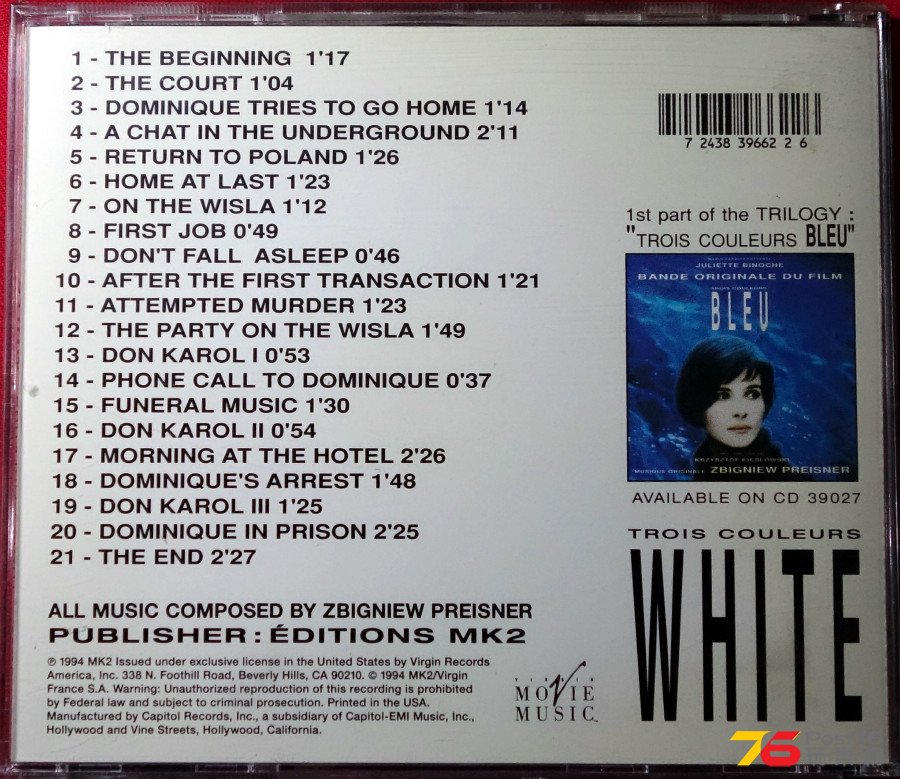 1 - THE BEGINNING 1'17
2 - THE COURT 1'04
3 - DOMINIQUE TRIES TO GO HOME 1'14
4 - A CHAT IN THE UNDERGROUND 2'11
5 - RETURN TO POLAND 1'26
6 - HOME AT LAST 1'23
7 - ON THE WISLA 1'12
8 - FIRST JOB 0'49
9 - DON'T FALL ASLEEP 0'46
10 - AFTER THE FIRST TRANSACTION 1'21
11 - ATTEMPTED MURDER 1'23
12 - THE PARTY ON THE WISLA 1'49
13 - DON KAROL I 0'53
14 - PHONE CALL TO DOMINIQUE 0'37
15 - FUNERAL MUSIC 1'30
16 - DON KAROL II 0'54
17 - MORNING AT THE HOTEL 2'26
18 - DOMINIQUE'S ARREST 1'48
19 - DON KAROL III 1'25
20 - DOMINIQUE IN PRISON 2'25
21 - THE END 2'27
ALL MUSIC COMPOSED BY ZBIGNIEW PREISNER
PUBLISHER : ÉDITIONS MK2
℗ 1994 MK2 Issued under exclusive license in the United States by Virgin Records
America, Inc. 338 N. Foothill Road, Beverly Hills, CA 90210. © 1994 MK2/Virgin
France S.A. Warning: Unauthorized reproduction of this recording is prohibited
by Federal law and subject to criminal prosecution. Printed in the USA.
Manufactured by Capitol Records, Inc., a subsidiary of Capitol-EMI Music, Inc.,
Hollywood and Vine Streets, Hollywood, California.
VIRGIN
MOVIE
MUSIC
7 24383 9662 2 6
1st part of the TRILOGY :
"TROIS COULEURS BLEU"
JULIETTE BINOCHE
BANDE ORIGINALE DU FILM
TROIS COULEURS
BLEU
KRZYSZTOF KIESLOWSKI
MUSIQUE ORIGINALE ZBIGNIEW PREISNER
AVAILABLE ON CD 39027
TROIS COULEURS
WHITE
76